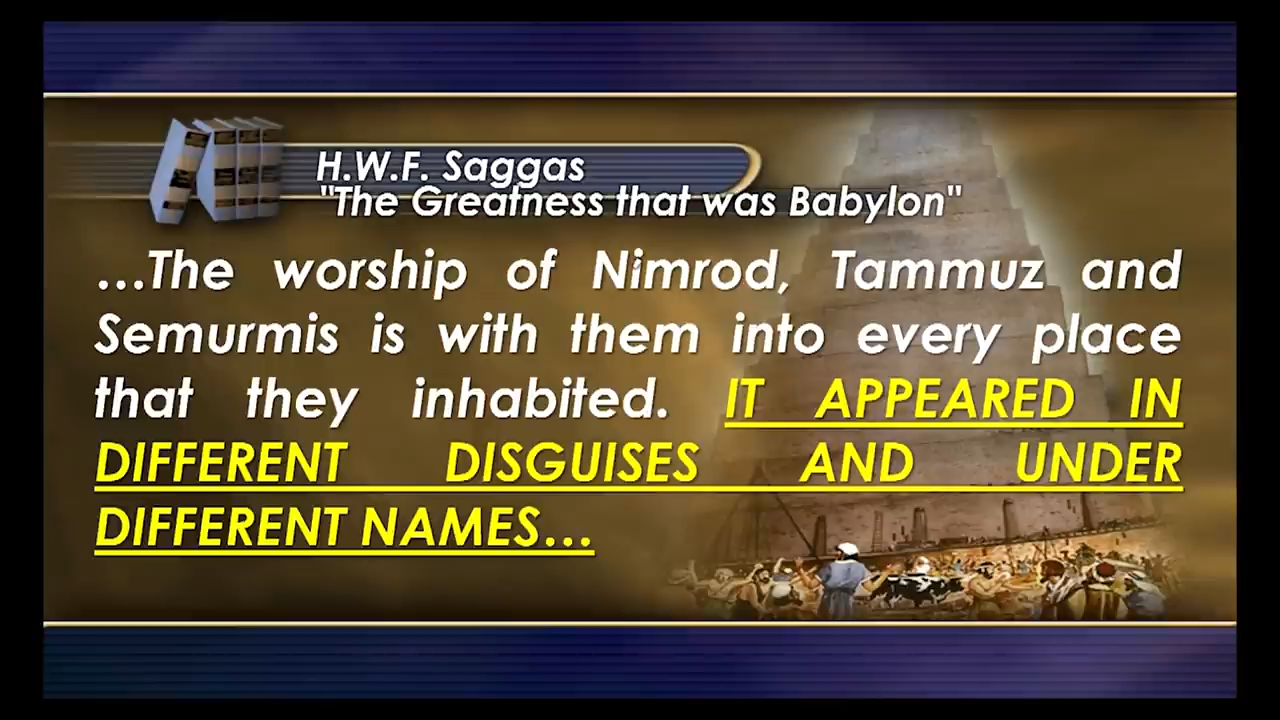 H.W.F. Saggas
"The Greatness that was Babylon"
...The worship of Nimrod, Tammuz and
Semurmis is with them into every place
that they inhabited. IT APPEARED IN
DIFFERENT DISGUISES AND UNDER
DIFFERENT NAMES...